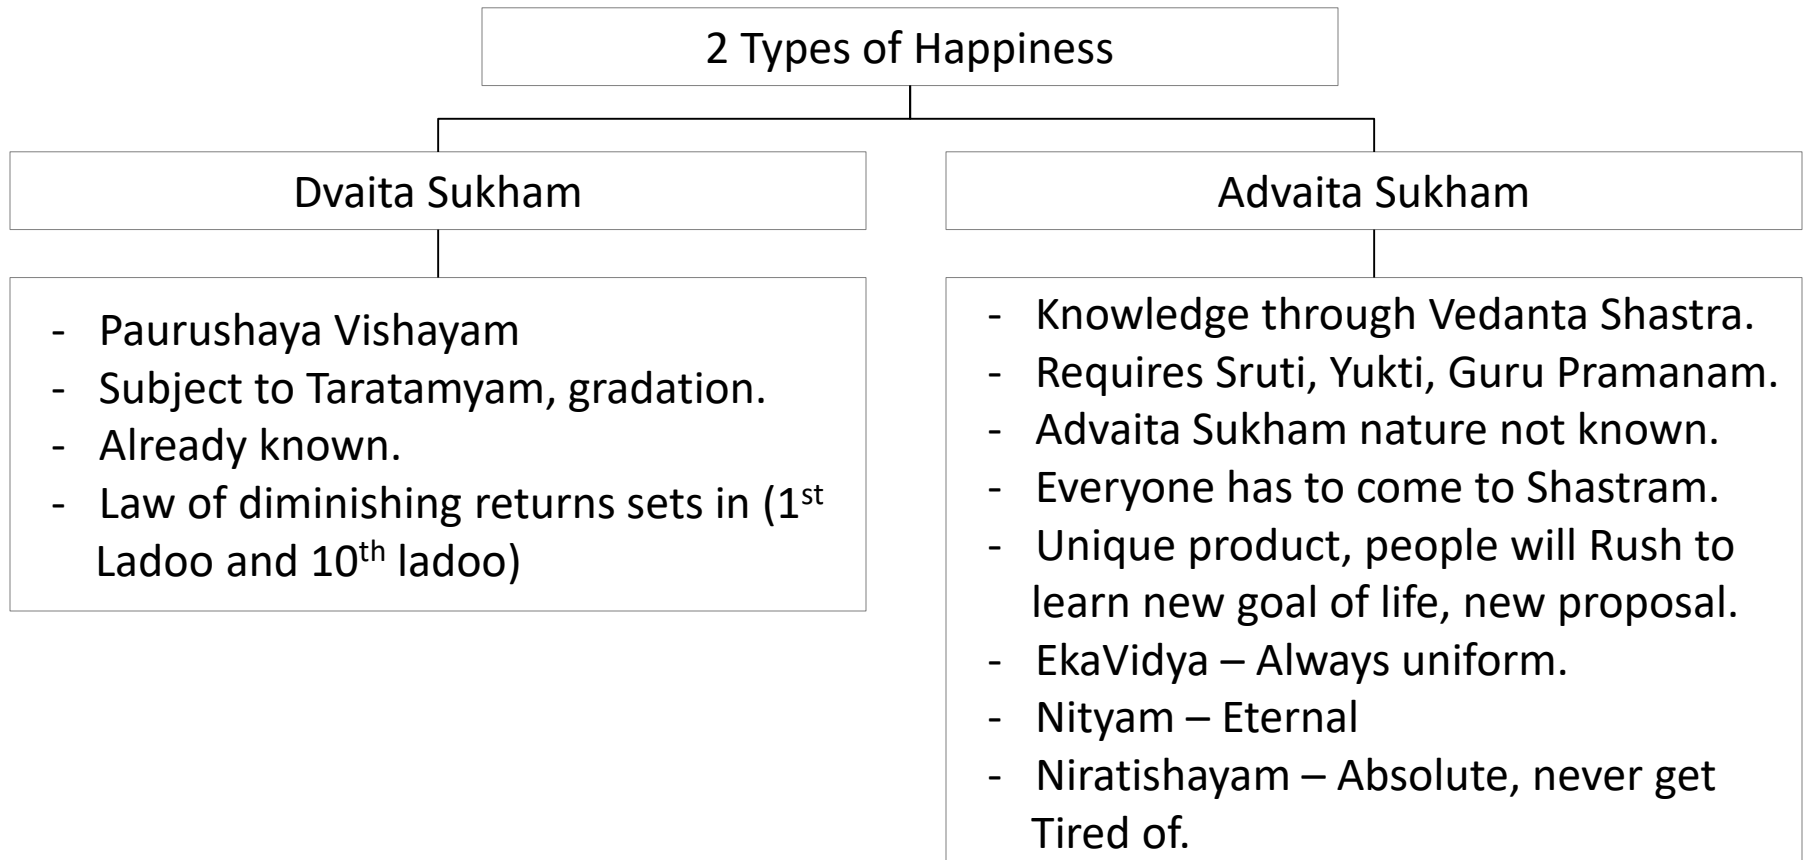 2 Types of Happiness
Dvaita Sukham
- Paurushaya Vishayam
- Subject to Taratamyam, gradation.
- Already known.
- Law of diminishing returns sets in (1st
Ladoo and 10th ladoo)
Advaita Sukham
- Knowledge through Vedanta Shastra.
- Requires Sruti, Yukti, Guru Pramanam.
- Advaita Sukham nature not known.
- Everyone has to come to Shastram.
- Unique product, people will Rush to
learn new goal of life, new proposal.
- EkaVidya – Always uniform.
- Nityam – Eternal
- Niratishayam – Absolute, never get
Tired of.